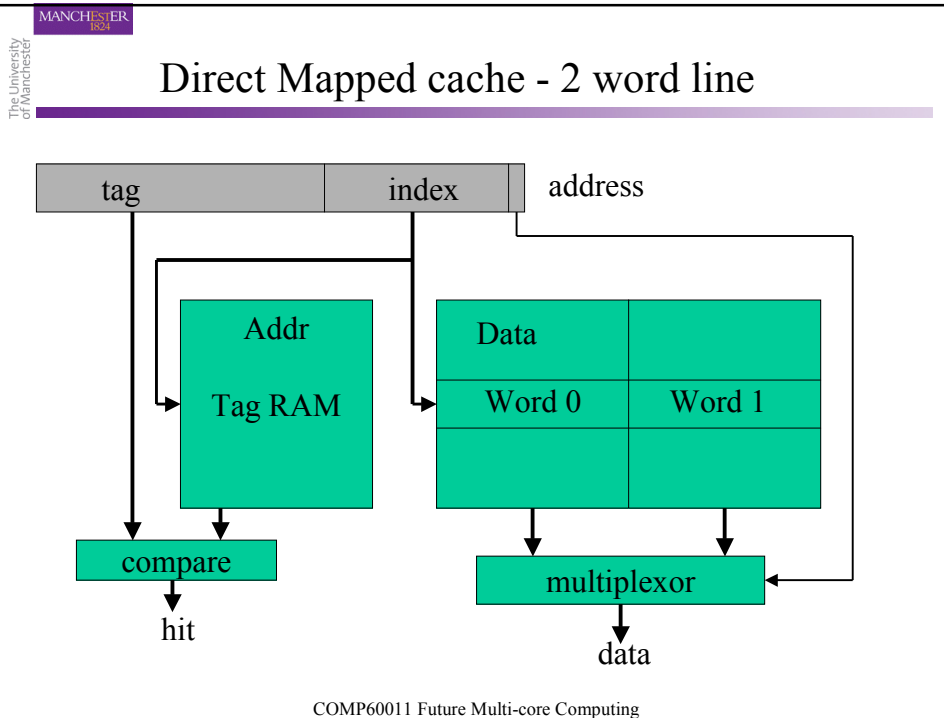 MANCHESTER
1824
The University
of Manchester
Direct Mapped cache - 2 word line
tag
index
address
Addr
Tag RAM
Data
Word 0
Word 1
compare
multiplexor
hit
data
COMP60011 Future Multi-core Computing